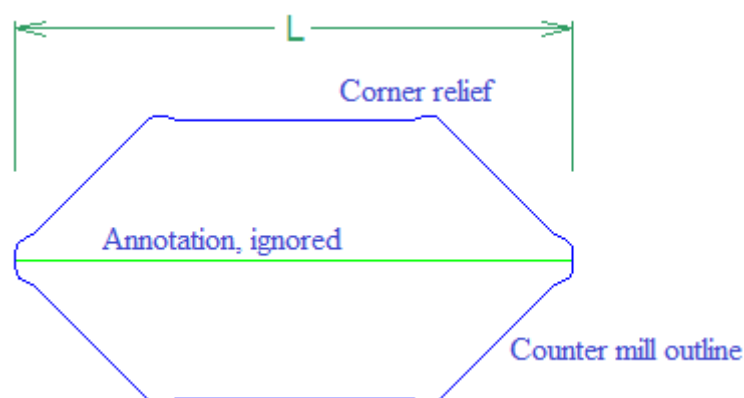 L
Corner relief
Annotation, ignored
Counter mill outline